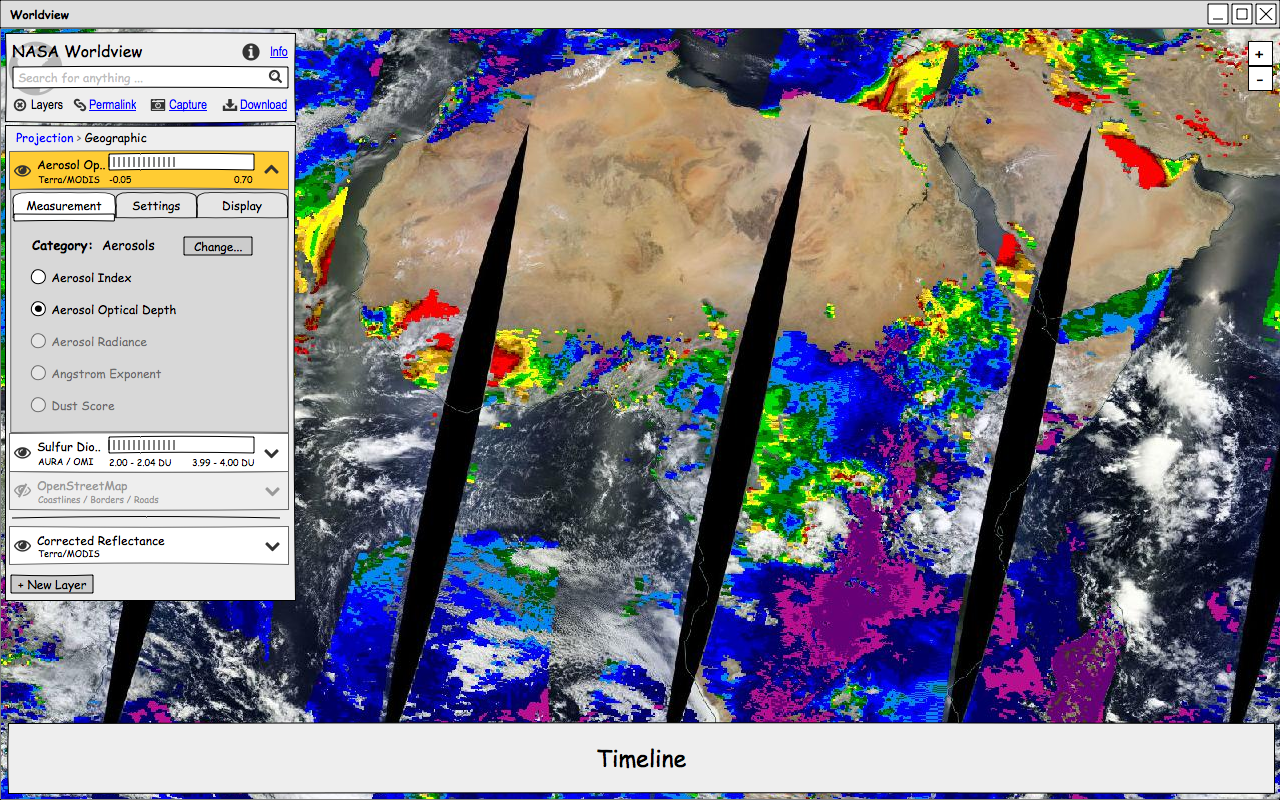 Worldview
NASA Worldview
Info
Search for anything ...
Layers Permalink Capture Download
Projection > Geographic
Aerosol Op..
Terra/MODIS -0.05 0.70
Measurement Settings Display
Category: Aerosols Change...
Aerosol Index
Aerosol Optical Depth
Aerosol Radiance
Angstrom Exponent
Dust Score
Sulfur Dio..
AURA / OMI 2.00 - 2.04 DU 3.99 - 4.00 DU
OpenStreetMap
Coastlines / Borders / Roads
Corrected Reflectance
Terra/MODIS
+ New Layer
+
-
Timeline